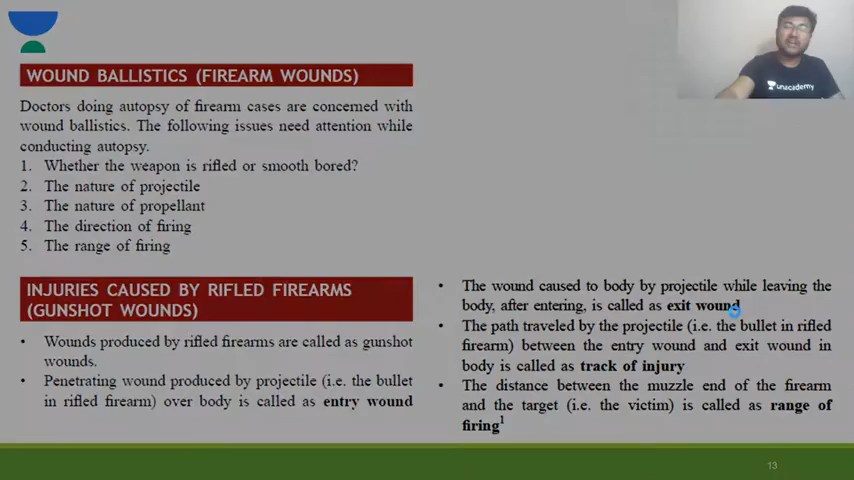 unacademy
WOUND BALLISTICS (FIREARM WOUNDS)
Doctors doing autopsy of firearm cases are concerned with
wound ballistics. The following issues need attention while
conducting autopsy.
1. Whether the weapon is rifled or smooth bored?
2. The nature of projectile
3. The nature of propellant
4. The direction of firing
5. The range of firing
INJURIES CAUSED BY RIFLED FIREARMS
(GUNSHOT WOUNDS)
• Wounds produced by rifled firearms are called as gunshot
wounds.
• Penetrating wound produced by projectile (i.e. the bullet
in rifled firearm) over body is called as entry wound
• The wound caused to body by projectile while leaving the
body, after entering, is called as exit wound
• The path traveled by the projectile (i.e. the bullet in rifled
firearm) between the entry wound and exit wound in
body is called as track of injury
• The distance between the muzzle end of the firearm
and the target (i.e. the victim) is called as range of
firing1
13